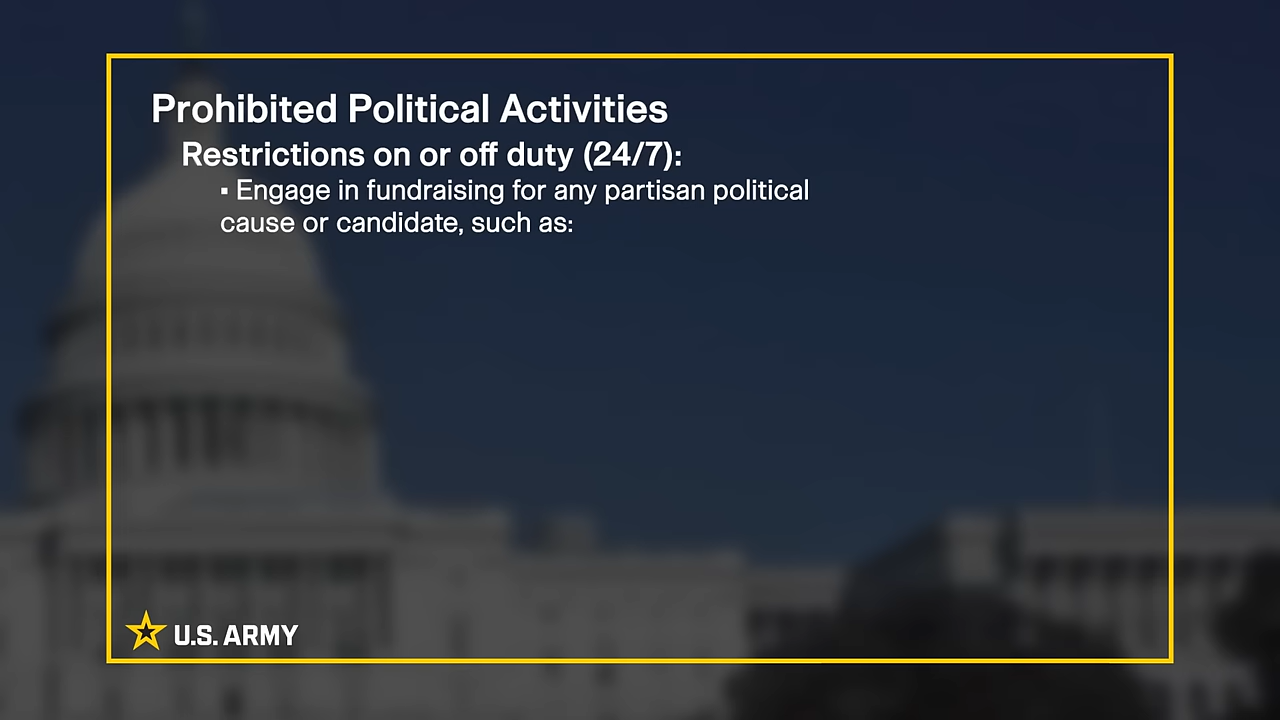 Prohibited Political Activities
Restrictions on or off duty (24/7):
▪ Engage in fundraising for any partisan political
cause or candidate, such as:
U.S. ARMY